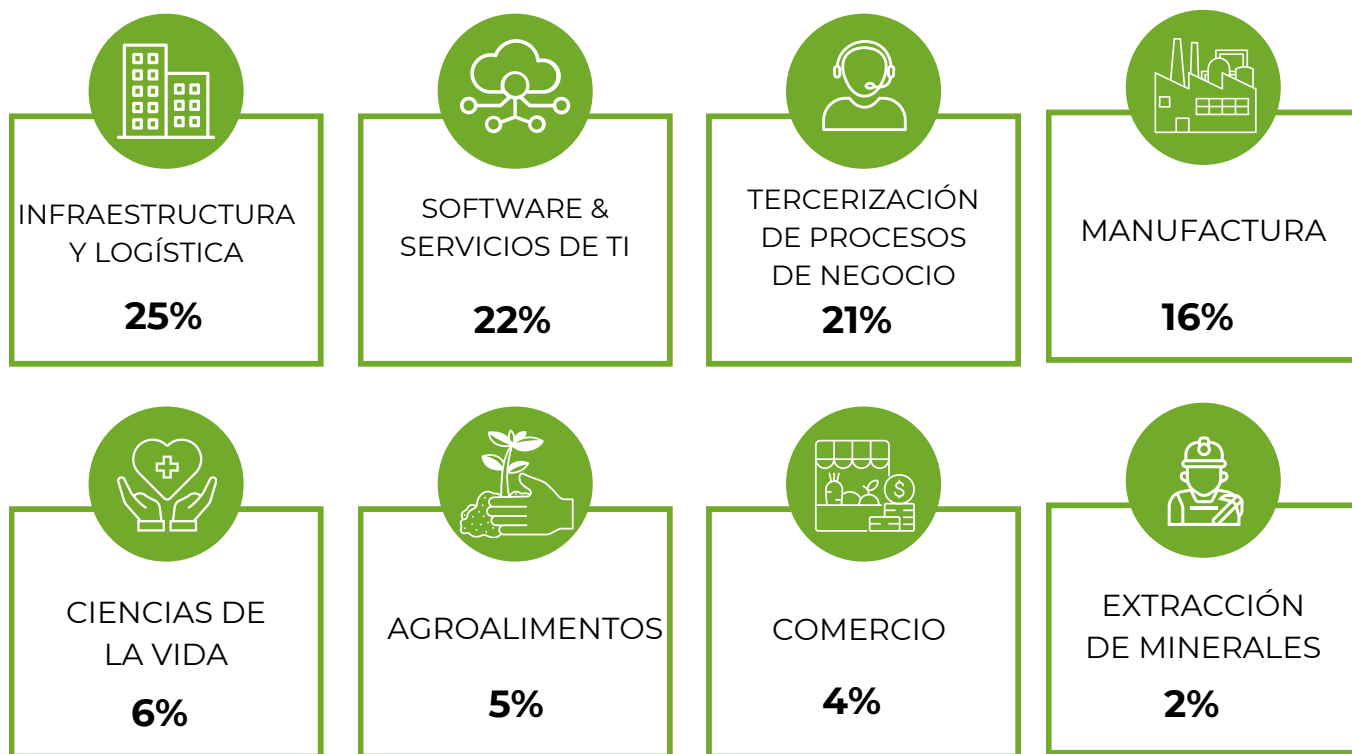 INFRAESTRUCTURA
Y LOGÍSTICA
25%
SOFTWARE &
SERVICIOS DE TI
22%
TERCERIZACIÓN
DE PROCESOS
DE NEGOCIO
21%
MANUFACTURA
16%
CIENCIAS DE
LA VIDA
6%
AGROALIMENTOS
5%
$
COMERCIO
4%
EXTRACCIÓN
DE MINERALES
2%